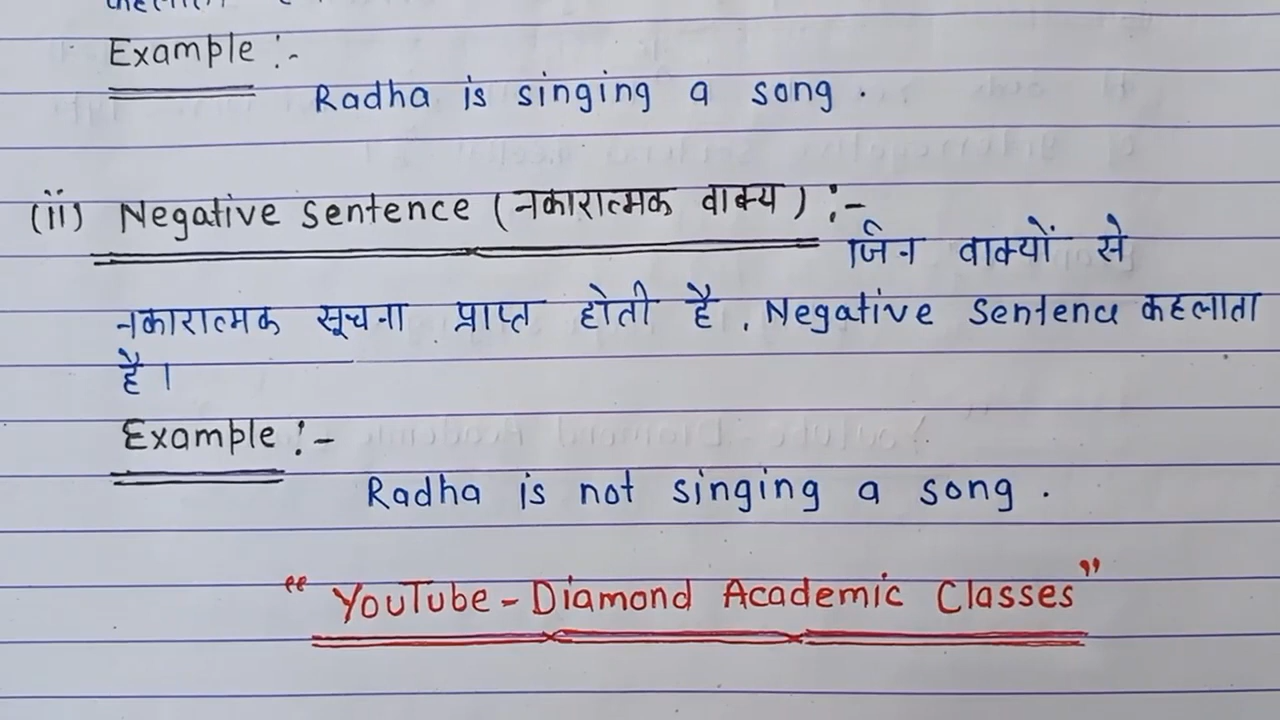 Example :-
Radha is singing a song .
(ii) Negative sentence (नकारात्मक वाक्य) :-
जिन वाक्यों से
नकारात्मक सूचना प्राप्त होती है , Negative Sentence कहलाता
है ।
Example :-
Radha is not singing a song .
“ YouTube - Diamond Academic Classes ”